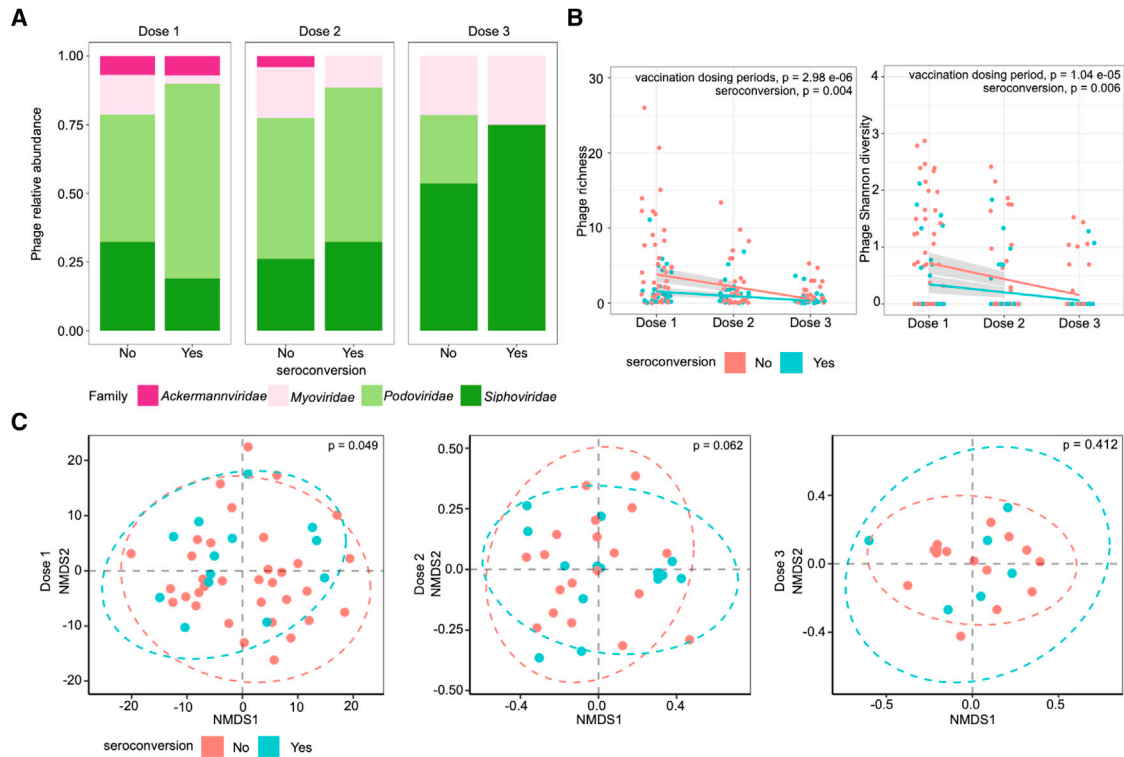 A
Dose 1
Dose 2
Dose 3
Phage relative abundance
1.00
0.75
0.50
0.25
0.00
No
Yes
No
Yes
No
Yes
seroconversion
Family
Ackermannviridae
Myoviridae
Podoviridae
Siphoviridae
B
vaccination dosing periods, p = 2.98 e-06
seroconversion, p = 0.004
Phage richness
30
20
10
0
Dose 1
Dose 2
Dose 3
vaccination dosing period, p = 1.04 e-05
seroconversion, p = 0.006
Phage Shannon diversity
4
3
2
1
0
Dose 1
Dose 2
Dose 3
seroconversion
No
Yes
C
p = 0.049
Dose 1
NMDS2
20
10
0
-10
-20
-20
-10
0
10
20
NMDS1
p = 0.062
Dose 2
NMDS2
0.50
0.25
0.0
-0.25
-0.50
-0.4
0.0
0.4
NMDS1
p = 0.412
Dose 3
NMDS2
0.4
0.0
-0.4
-0.5
0.0
0.5
NMDS1
seroconversion
No
Yes